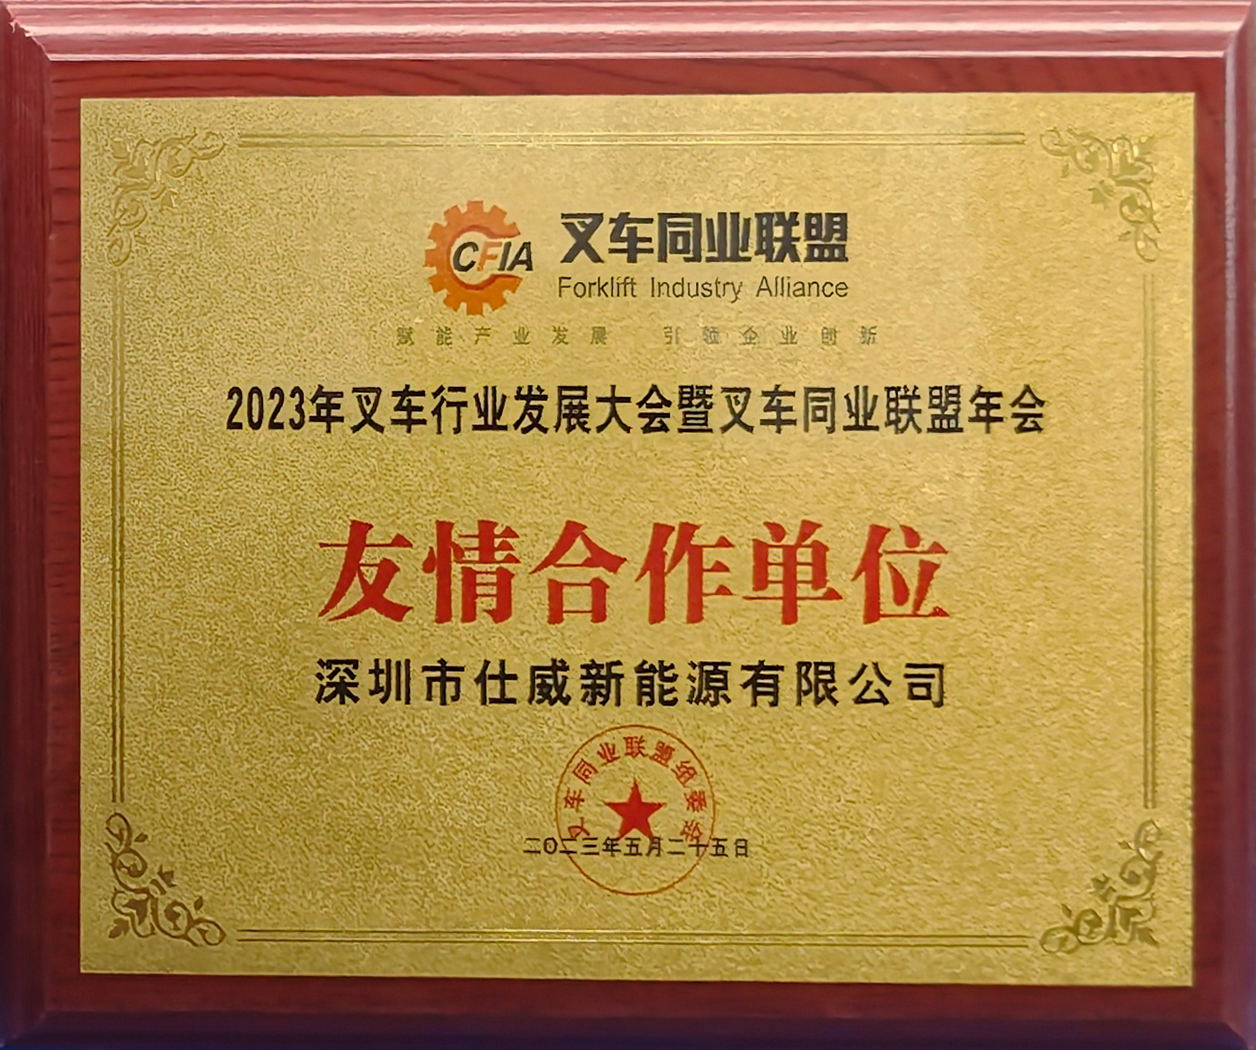 CFIA
叉车同业联盟
Forklift Industry Alliance
赋能产业发展 引领企业创新
2023年叉车行业发展大会暨叉车同业联盟年会
友情合作单位
深圳市仕威新能源有限公司
叉车同业联盟组委会
二〇二三年五月二十五日